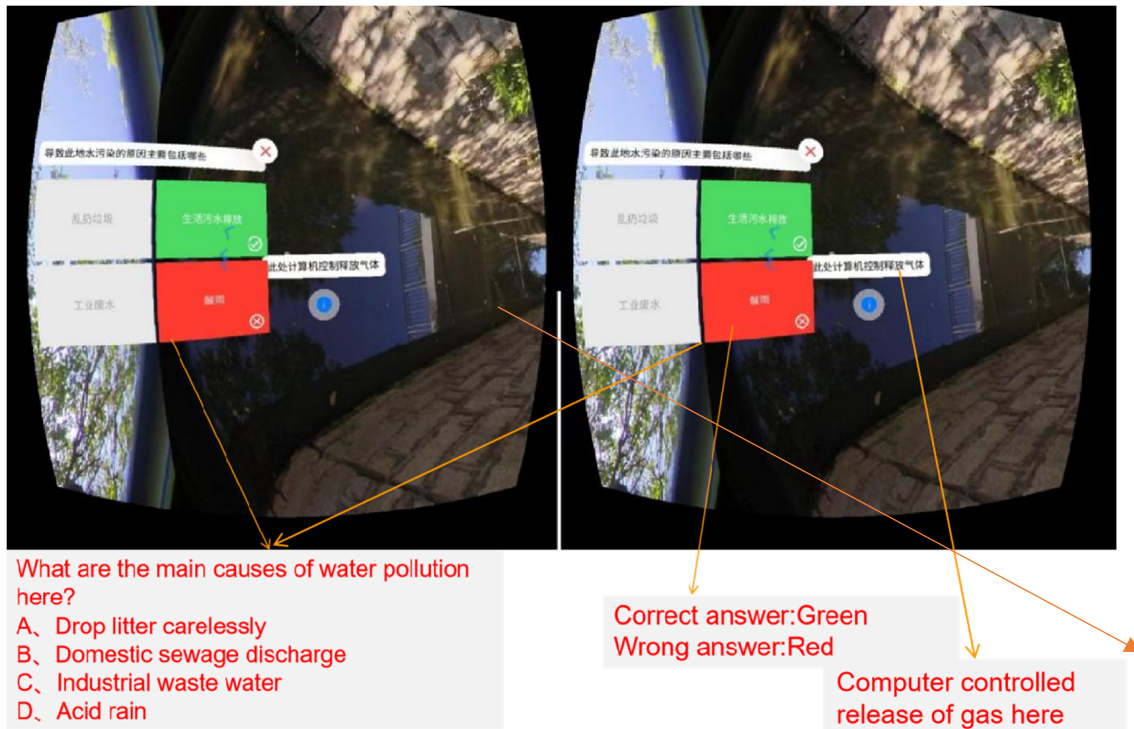 导致此地水污染的原因主要包括哪些
导致此地水污染的原因主要包括哪些
乱扔垃圾
生活污水排放
乱扔垃圾
生活污水排放
此处计算机控制释放气体
此处计算机控制释放气体
工业废水
酸雨
工业废水
酸雨
What are the main causes of water pollution
here?
A、Drop litter carelessly
B、Domestic sewage discharge
C、Industrial waste water
D、Acid rain
Correct answer:Green
Wrong answer:Red
Computer controlled
release of gas here